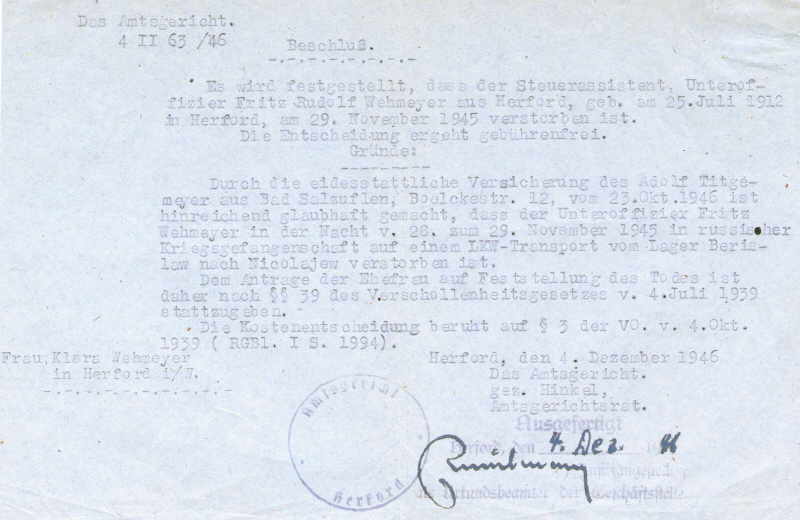 Das Amtsgericht.
4 II 63 /46
Beschluß.
Es wird festgestellt, dass der Steuerassistent, Unterof-
fizier Fritz Rudolf Wehmeyer aus Herford, geb. am 25.Juli 1912
in Herford, am 29. November 1945 verstorben ist.
Die Entscheidung ergeht gebührenfrei.
Gründe:
Durch die eidesstattliche Versicherung des Adolf Titge-
meyer aus Bad Salzuflen, Boolckestr. 12, vom 23.Okt.1946 ist
hinreichend glaubhaft gemacht, dass der Unteroffizier Fritz
Wehmeyer in der Nacht v. 28. zum 29. November 1945 in russischer
Kriegsgefangenschaft auf einem LKW-Transport vom Lager Beris-
law nach Nicolajew verstorben ist.
Dem Antrage der Ehefrau auf Feststellung des Todes ist
daher nach §§ 39 des Verschollenheitsgesetzes v. 4.Juli 1939
stattzugeben.
Die Kostenentscheidung beruht auf § 3 der VO. v. 4.Okt.
1939 ( RGBl. I S. 1994).
Frau Klara Wehmeyer
in Herford i/W.
Herford, den 4. Dezember 1946
Das Amtsgericht.
gez. Hinkel,
Amtsgerichtsrat.
Amtsgericht
Herford
Ausgefertigt
Herford den 4. Dez. 46
Urkundsbeamter der Geschäftsstelle